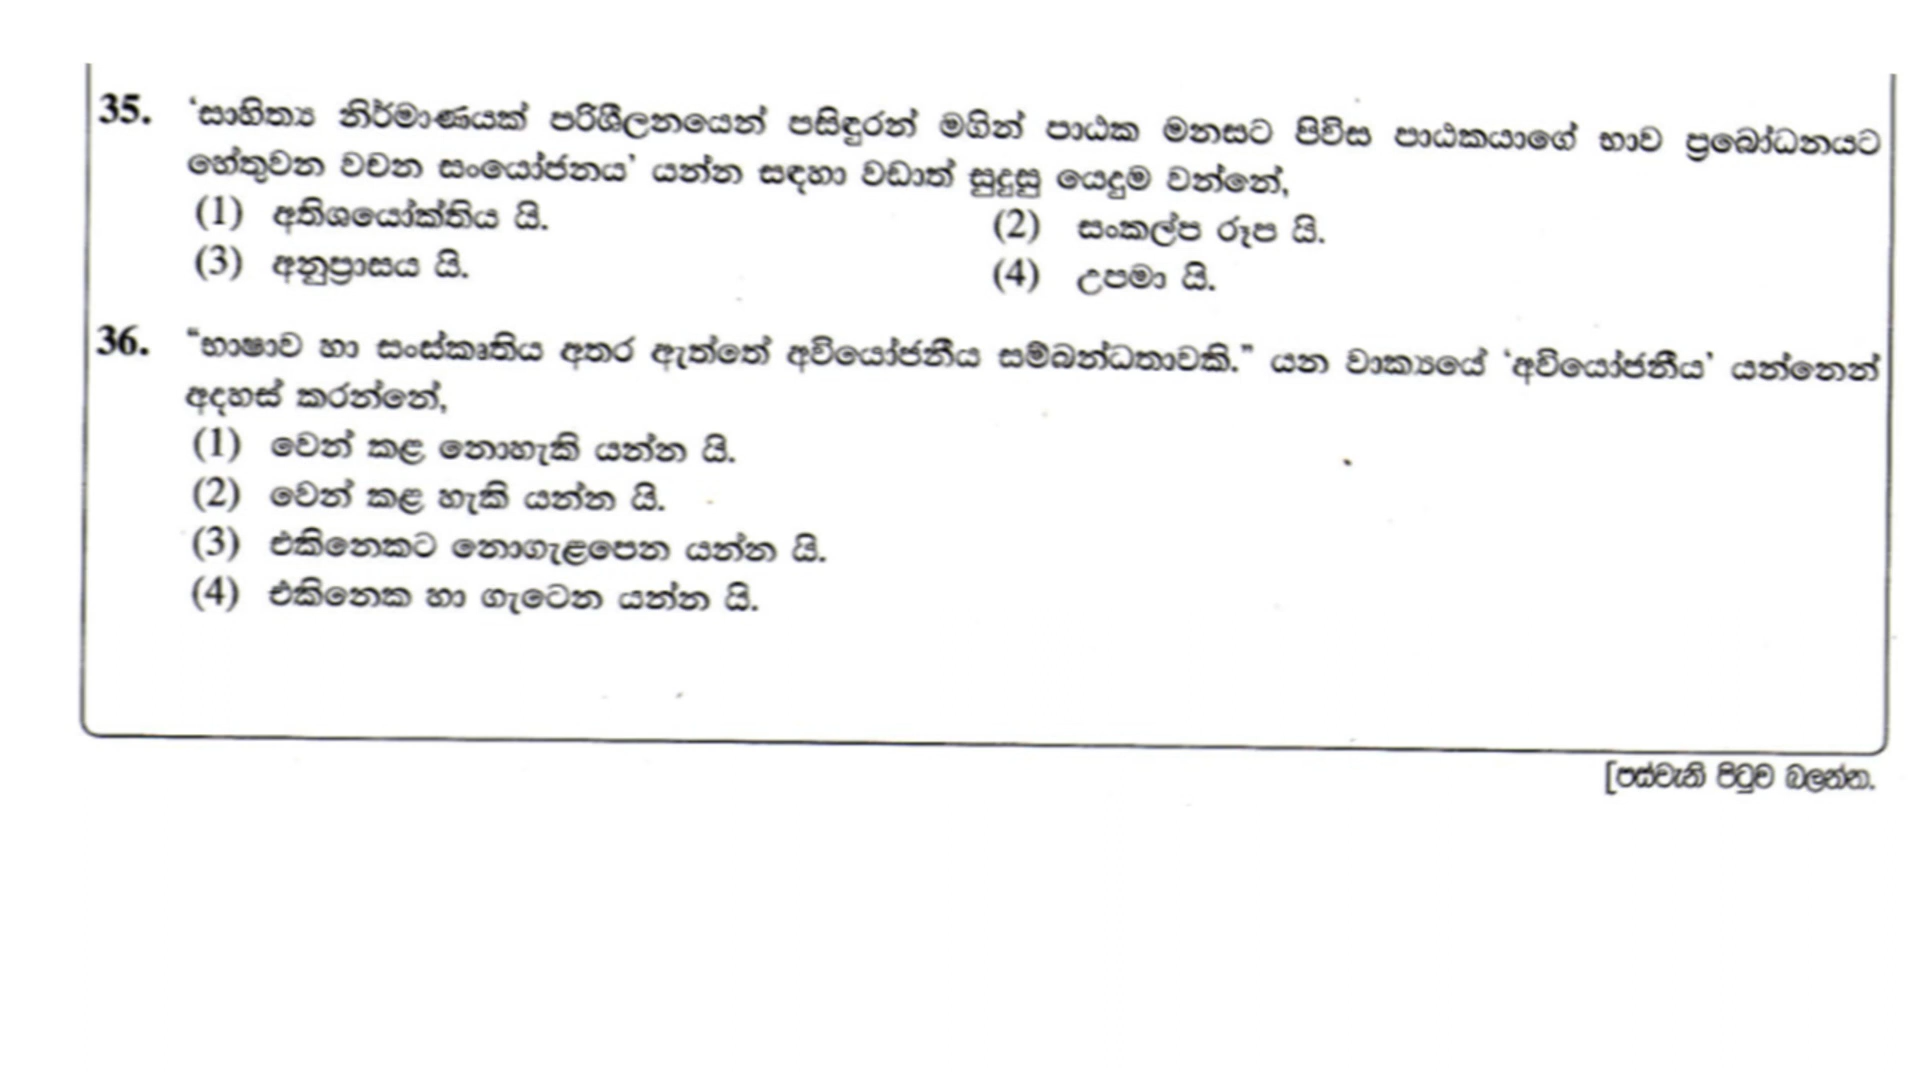 35. ‘සාහිත්‍ය නිර්මාණයක් පරිශීලනයෙන් පසිඳුරන් මගින් පාඨක මනසට පිවිස පාඨකයාගේ භාව ප්‍රබෝධනයට
හේතුවන වචන සංයෝජනය’ යන්න සඳහා වඩාත් සුදුසු යෙදුම වන්නේ,
(1) අතිශයෝක්තිය යි. (2) සංකල්ප රූප යි.
(3) අනුප්‍රාසය යි. (4) උපමා යි.
36. “භාෂාව හා සංස්කෘතිය අතර ඇත්තේ අවියෝජනීය සම්බන්ධතාවකි.” යන වාක්‍යයේ ‘අවියෝජනීය’ යන්නෙන්
අදහස් කරන්නේ,
(1) වෙන් කළ නොහැකි යන්න යි.
(2) වෙන් කළ හැකි යන්න යි.
(3) එකිනෙකට නොගැළපෙන යන්න යි.
(4) එකිනෙක හා ගැටෙන යන්න යි.
[පස්වැනි පිටුව බලන්න.